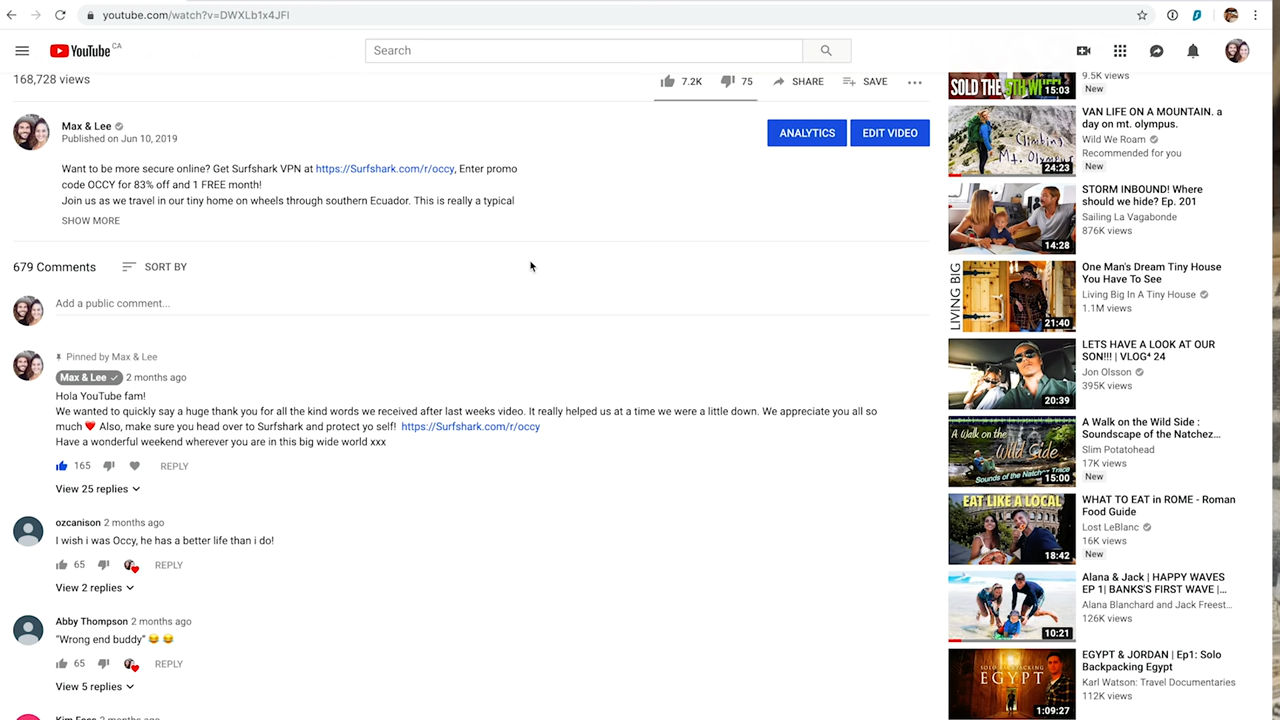 youtube.com/watch?v=DWXLb1x4JFI
YouTube CA
Search
168,728 views
7.2K
75
SHARE
SAVE
Max & Lee
Published on Jun 10, 2019
ANALYTICS
EDIT VIDEO
Want to be more secure online? Get Surfshark VPN at https://Surfshark.com/r/occy, Enter promo
code OCCY for 83% off and 1 FREE month!
Join us as we travel in our tiny home on wheels through southern Ecuador. This is really a typical
SHOW MORE
679 Comments
SORT BY
Add a public comment...
Pinned by Max & Lee
Max & Lee 2 months ago
Hola YouTube fam!
We wanted to quickly say a huge thank you for all the kind words we received after last weeks video. It really helped us at a time we were a little down. We appreciate you all so
much ❤ Also, make sure you head over to Surfshark and protect yo self! https://Surfshark.com/r/occy
Have a wonderful weekend wherever you are in this big wide world xxx
165
REPLY
View 25 replies
ozcanison 2 months ago
I wish i was Occy, he has a better life than i do!
65
REPLY
View 2 replies
Abby Thompson 2 months ago
"Wrong end buddy" 😂 😂
65
REPLY
View 5 replies
SOLD THE 5TH WHEEL
15:03
9.5K views
New
Climbing
Mt. Olympus
24:23
VAN LIFE ON A MOUNTAIN. a
day on mt. olympus.
Wild We Roam
Recommended for you
New
14:28
STORM INBOUND! Where
should we hide? Ep. 201
Sailing La Vagabonde
876K views
LIVING BIG
21:40
One Man's Dream Tiny House
You Have To See
Living Big In A Tiny House
1.1M views
20:39
LETS HAVE A LOOK AT OUR
SON!!! | VLOG⁴ 24
Jon Olsson
395K views
A Walk on the
Wild Side
Sounds of the Natchez Trace
15:00
A Walk on the Wild Side :
Soundscape of the Natchez...
Slim Potatohead
17K views
New
EAT LIKE A LOCAL
18:42
WHAT TO EAT in ROME - Roman
Food Guide
Lost LeBlanc
16K views
New
10:21
Alana & Jack | HAPPY WAVES
EP 1| BANKS'S FIRST WAVE |...
Alana Blanchard and Jack Freest...
126K views
SOLO BACKPACKING
EGYPT
1:09:27
EGYPT & JORDAN | Ep1: Solo
Backpacking Egypt
Karl Watson: Travel Documentaries
112K views